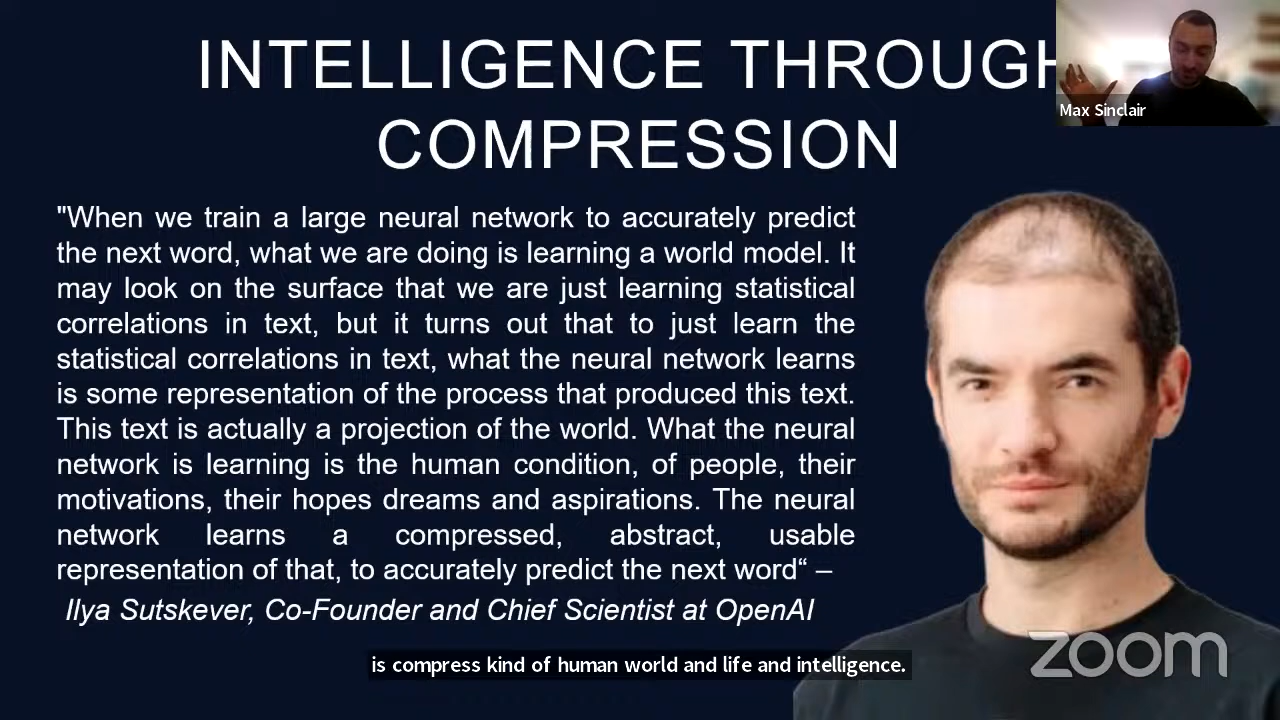 INTELLIGENCE THROUGH
COMPRESSION
Max Sinclair
"When we train a large neural network to accurately predict
the next word, what we are doing is learning a world model. It
may look on the surface that we are just learning statistical
correlations in text, but it turns out that to just learn the
statistical correlations in text, what the neural network learns
is some representation of the process that produced this text.
This text is actually a projection of the world. What the neural
network is learning is the human condition, of people, their
motivations, their hopes dreams and aspirations. The neural
network learns a compressed, abstract, usable
representation of that, to accurately predict the next word“ –
Ilya Sutskever, Co-Founder and Chief Scientist at OpenAI
zoom
is compress kind of human world and life and intelligence.